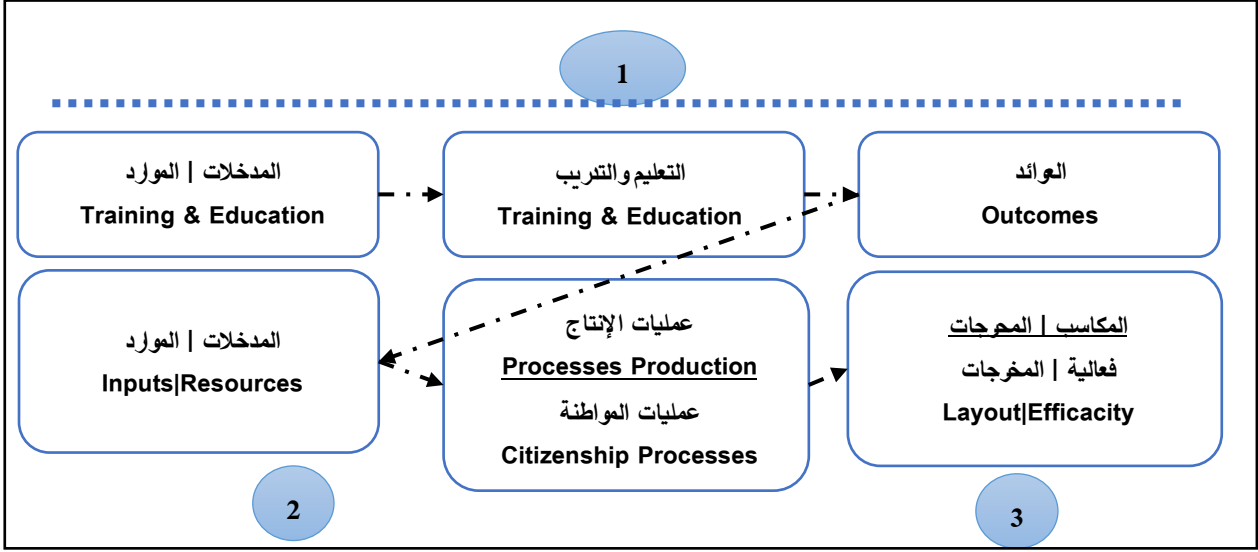 1
المدخلات | الموارد
Training & Education
التعليم والتدريب
Training & Education
العوائد
Outcomes
المدخلات | الموارد
Inputs|Resources
عمليات الإنتاج
Processes Production
عمليات المواطنة
Citizenship Processes
المكاسب | المحرجات
فعالية | المخرجات
Layout|Efficacity
2
3